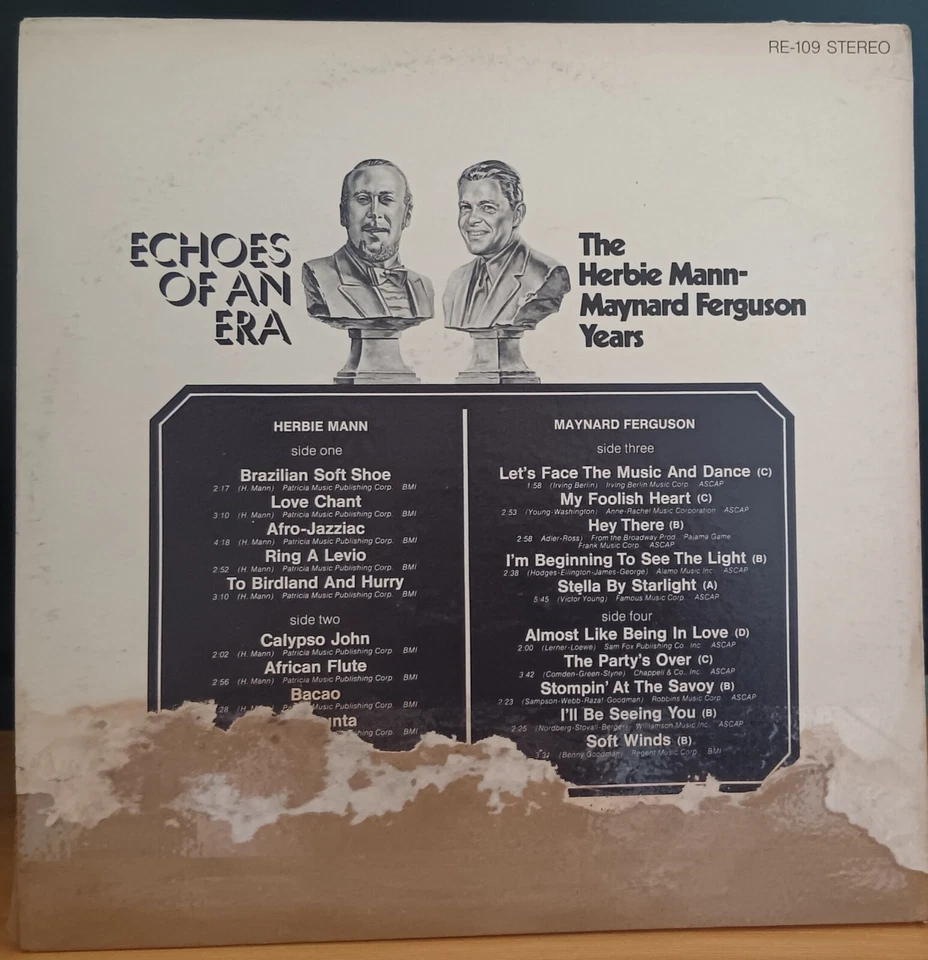 RE-109 STEREO
ECHOES
OF AN
ERA
The
Herbie Mann-
Maynard Ferguson
Years
HERBIE MANN
side one
Brazilian Soft Shoe
2:17 (H. Mann) Patricia Music Publishing Corp. BMI
Love Chant
3:10 (H. Mann) Patricia Music Publishing Corp. BMI
Afro-Jazziac
4:18 (H. Mann) Patricia Music Publishing Corp. BMI
Ring A Levio
2:52 (H. Mann) Patricia Music Publishing Corp. BMI
To Birdland And Hurry
3:10 (H. Mann) Patricia Music Publishing Corp. BMI
side two
Calypso John
2:02 (H. Mann) Patricia Music Publishing Corp. BMI
African Flute
2:56 (H. Mann) Patricia Music Publishing Corp. BMI
Bacao
:28 (H. Mann) Music Publishing Corp. BMI
unta
shing Corp. BMI
MAYNARD FERGUSON
side three
Let's Face The Music And Dance (C)
1:58 (Irving Berlin) Irving Berlin Music Corp. ASCAP
My Foolish Heart (C)
2:53 (Young-Washington) Anne-Rachel Music Corporation ASCAP
Hey There (B)
2:58 Adler-Ross) From the Broadway Prod. Pajama Game
Frank Music Corp. ASCAP
I'm Beginning To See The Light (B)
2:38 (Hodges-Ellington-James-George) Alamo Music Inc. ASCAP
Stella By Starlight (A)
5:45 (Victor Young) Famous Music Corp. ASCAP
side four
Almost Like Being In Love (D)
2:00 (Lerner-Loewe) Sam Fox Publishing Co. Inc. ASCAP
The Party's Over (C)
3:42 (Comden-Green-Styne) Chappell & Co., Inc. ASCAP
Stompin' At The Savoy (B)
2:23 (Sampson-Webb-Razaf-Goodman) Robbins Music Corp. ASCAP
I'll Be Seeing You (B)
2:25 Williamson Music Inc. ASCAP
Soft Winds (B)
(Benny Goodman) Regent Music Corp. BMI